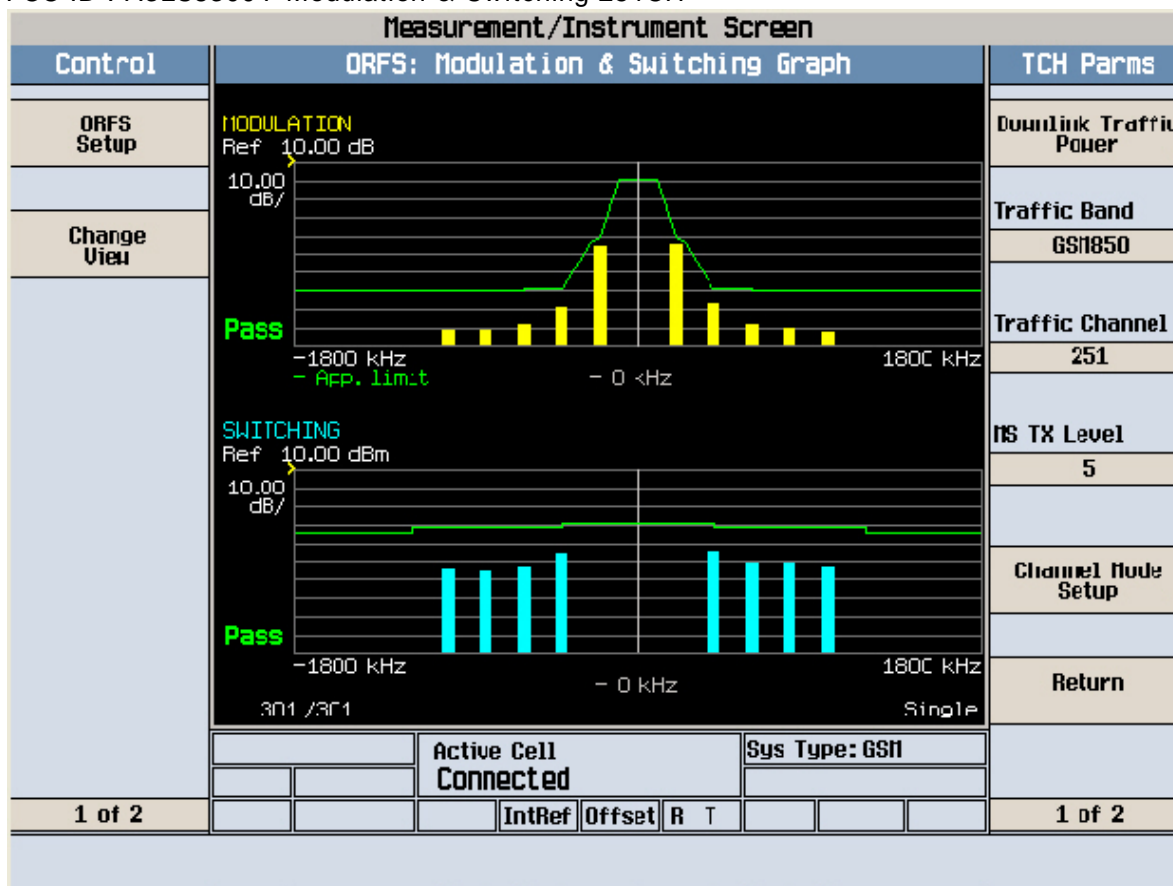 Measurement/Instrument Screen
Control
ORFS: Modulation & Switching Graph
TCH Parms
ORFS
Setup
Change
View
1 of 2
MODULATION
Ref 10.00 dB
10.00
dB/
Pass
-1800 kHz
- 0 kHz
1800 kHz
- App. limit
SWITCHING
Ref 10.00 dBm
10.00
dB/
Pass
-1800 kHz
- 0 kHz
1800 kHz
301 /301
Single
Active Cell
Connected
Sys Type: GSM
IntRef
Offset
R T
Downlink Traffic
Power
Traffic Band
GSM850
Traffic Channel
251
MS TX Level
5
Channel Mode
Setup
Return
1 of 2